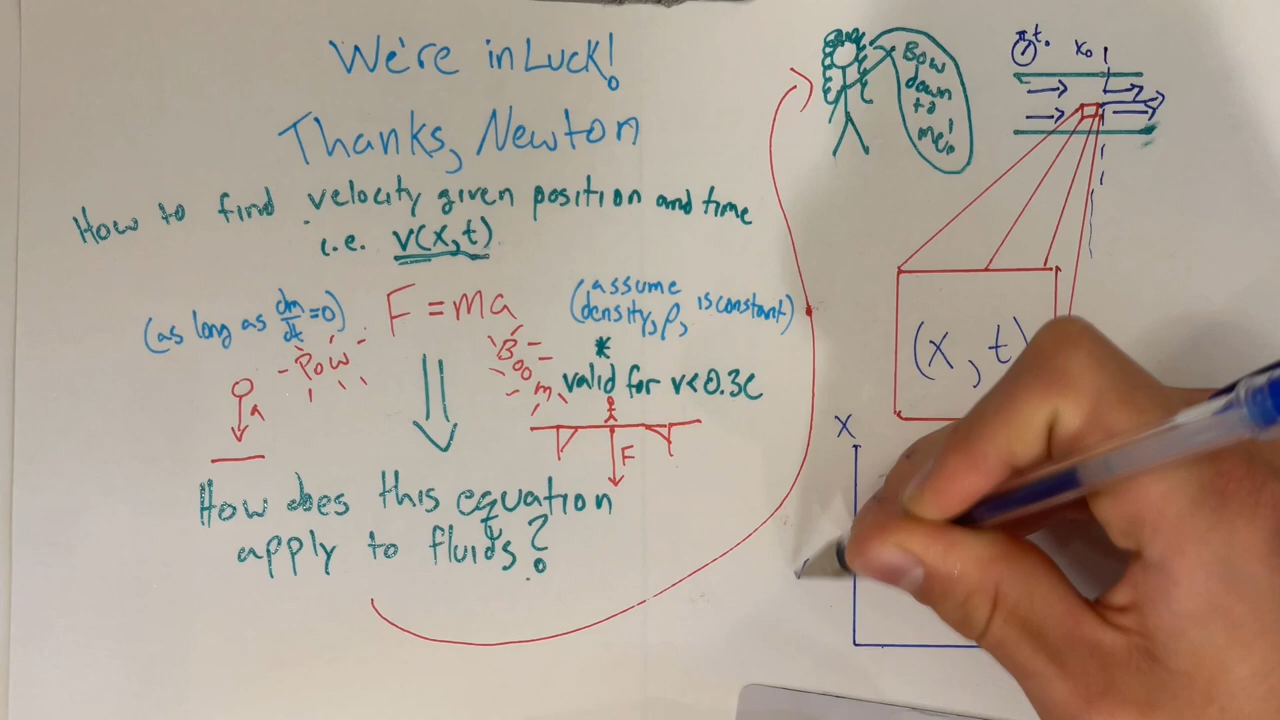 We're in Luck!
Thanks, Newton
How to find velocity given position and time
i.e. v(x,t)
(as long as dm/dt = 0)
F = ma
(assume density, ρ, is constant)
*
valid for v<0.3c
Pow
Boom
a
F
How does this equation
apply to fluids?
Bow
down
to
me!
t₀
x₀
(x, t)
x